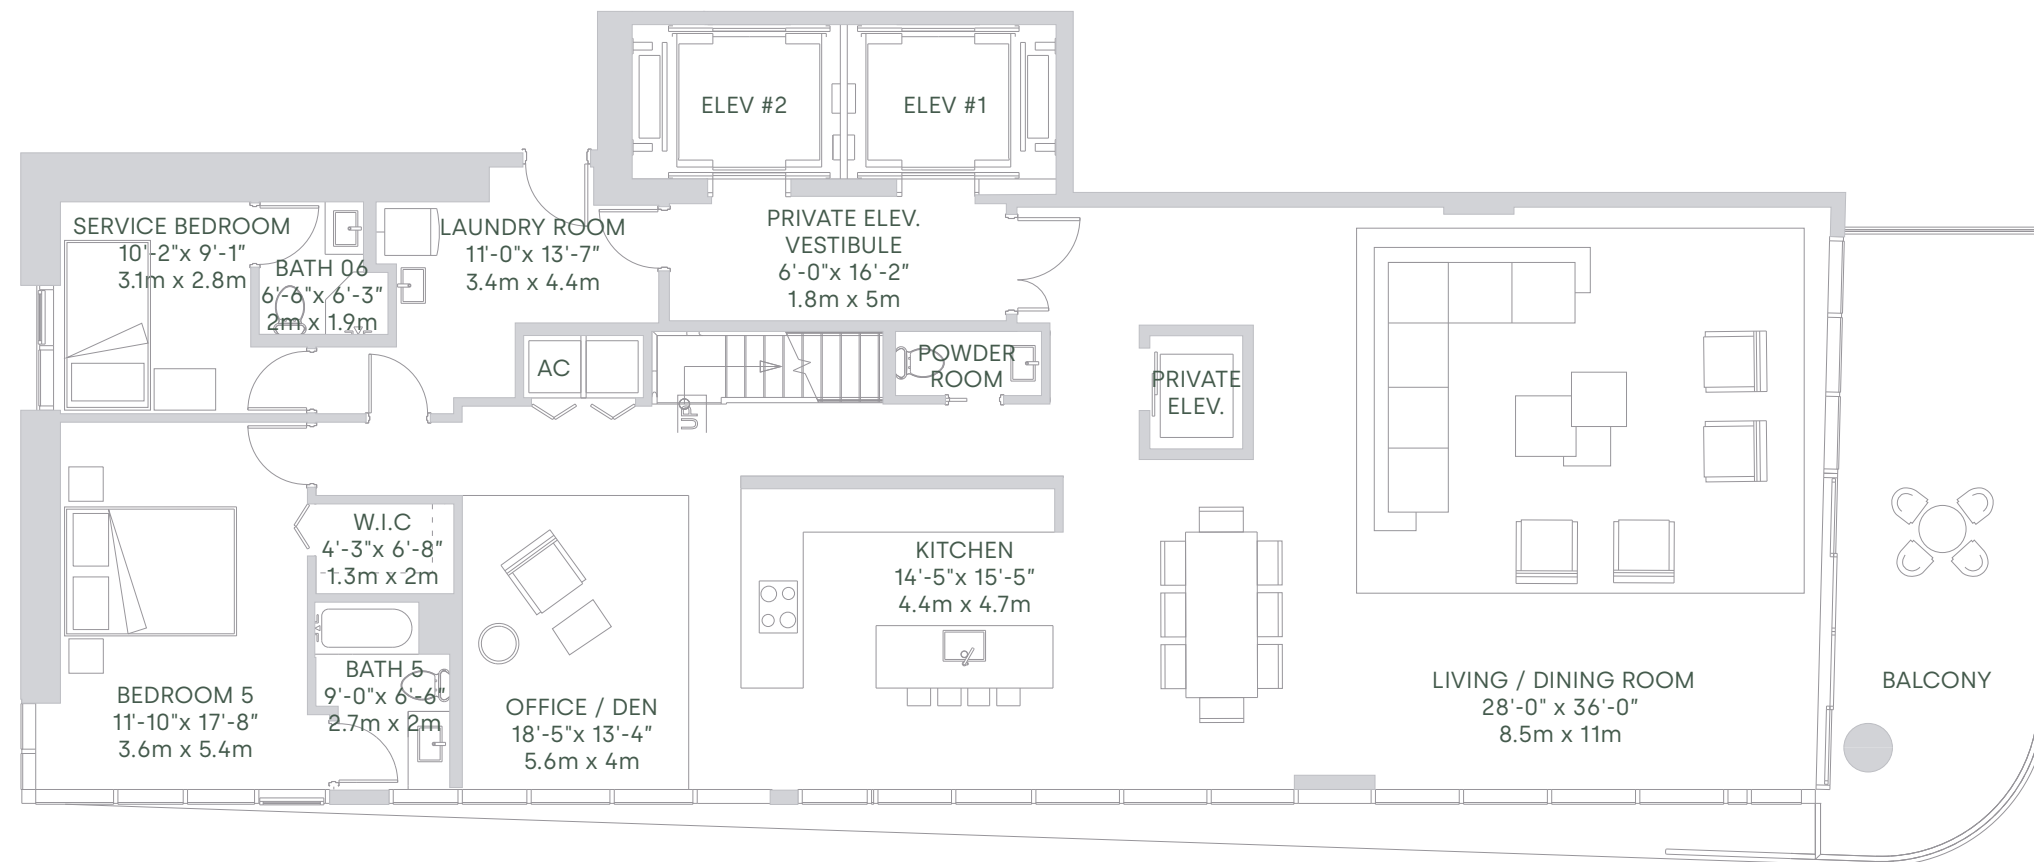 ELEV #2
ELEV #1
SERVICE BEDROOM
10'-2"x 9'-1"
3.1m x 2.8m
BATH 06
6'-6"x 6'-3"
2m x 1.9m
LAUNDRY ROOM
11'-0"x 13'-7"
3.4m x 4.4m
PRIVATE ELEV.
VESTIBULE
6'-0"x 16'-2"
1.8m x 5m
AC
UP
POWDER
ROOM
PRIVATE
ELEV.
W.I.C
4'-3"x 6'-8"
1.3m x 2m
KITCHEN
14'-5"x 15'-5"
4.4m x 4.7m
BEDROOM 5
11'-10"x 17'-8"
3.6m x 5.4m
BATH 5
9'-0"x 6'-6"
2.7m x 2m
OFFICE / DEN
18'-5"x 13'-4"
5.6m x 4m
LIVING / DINING ROOM
28'-0" x 36'-0"
8.5m x 11m
BALCONY